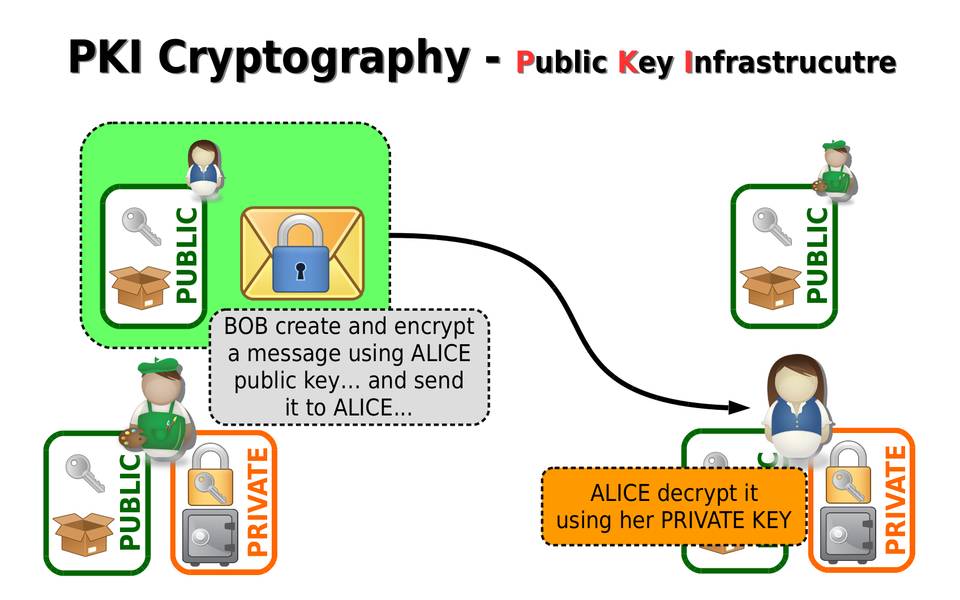 PKI Cryptography - Public Key Infrastrucutre
PUBLIC
PUBLIC
BOB create and encrypt
a message using ALICE
public key... and send
it to ALICE...
PUBLIC
PRIVATE
C
PRIVATE
ALICE decrypt it
using her PRIVATE KEY